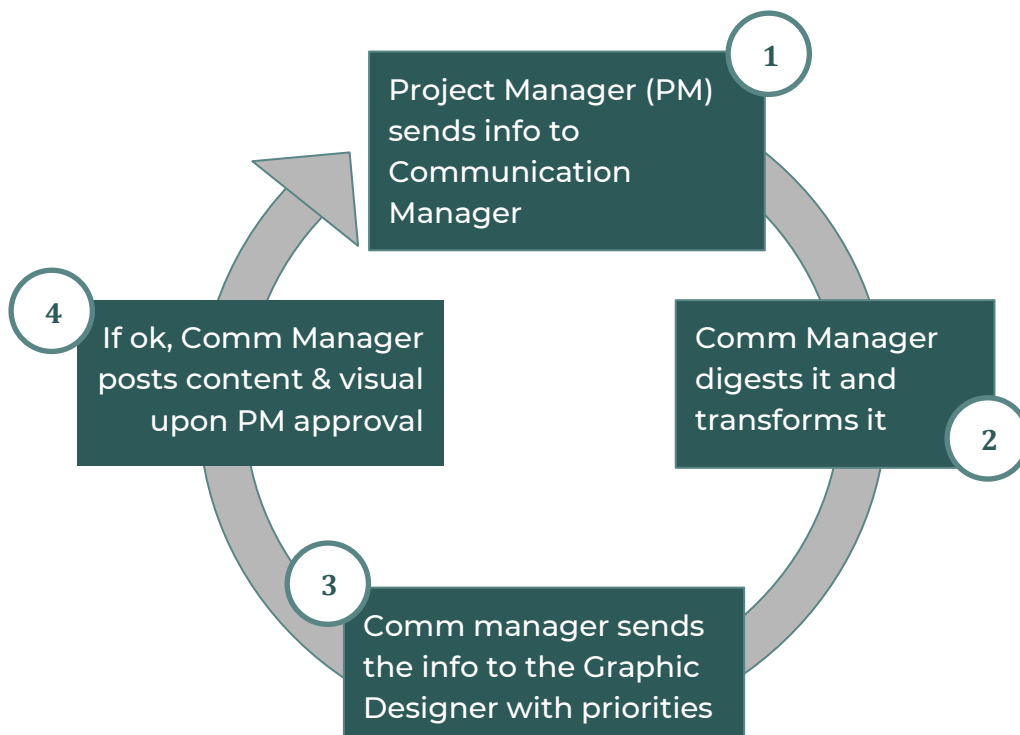 1
Project Manager (PM)
sends info to
Communication
Manager
2
Comm Manager
digests it and
transforms it
3
Comm manager sends
the info to the Graphic
Designer with priorities
4
If ok, Comm Manager
posts content & visual
upon PM approval